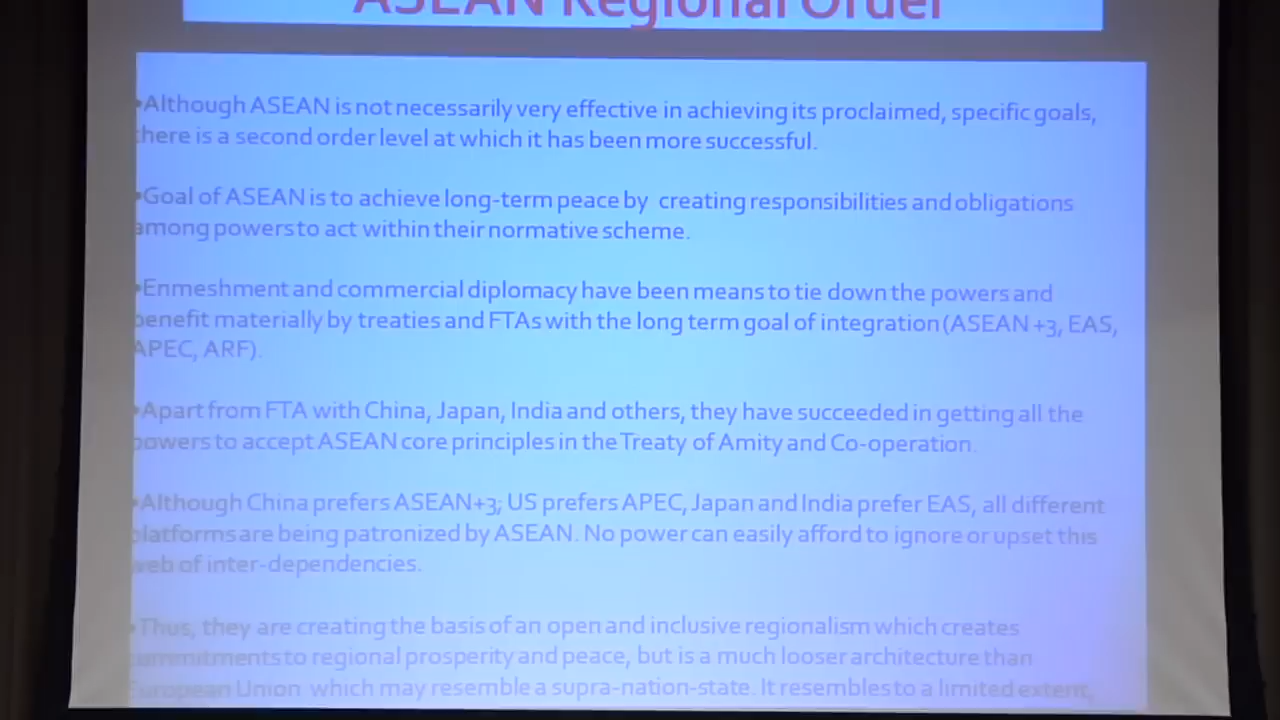 ASEAN Regional Order
•Although ASEAN is not necessarily very effective in achieving its proclaimed, specific goals,
there is a second order level at which it has been more successful.
•Goal of ASEAN is to achieve long-term peace by creating responsibilities and obligations
among powers to act within their normative scheme.
•Enmeshment and commercial diplomacy have been means to tie down the powers and
benefit materially by treaties and FTAs with the long term goal of integration (ASEAN +3, EAS,
APEC, ARF).
•Apart from FTA with China, Japan, India and others, they have succeeded in getting all the
powers to accept ASEAN core principles in the Treaty of Amity and Co-operation.
•Although China prefers ASEAN+3; US prefers APEC, Japan and India prefer EAS, all different
platforms are being patronized by ASEAN. No power can easily afford to ignore or upset this
web of inter-dependencies.
•Thus, they are creating the basis of an open and inclusive regionalism which creates
commitments to regional prosperity and peace, but is a much looser architecture than
European Union which may resemble a supra-nation-state. It resembles to a limited extent,